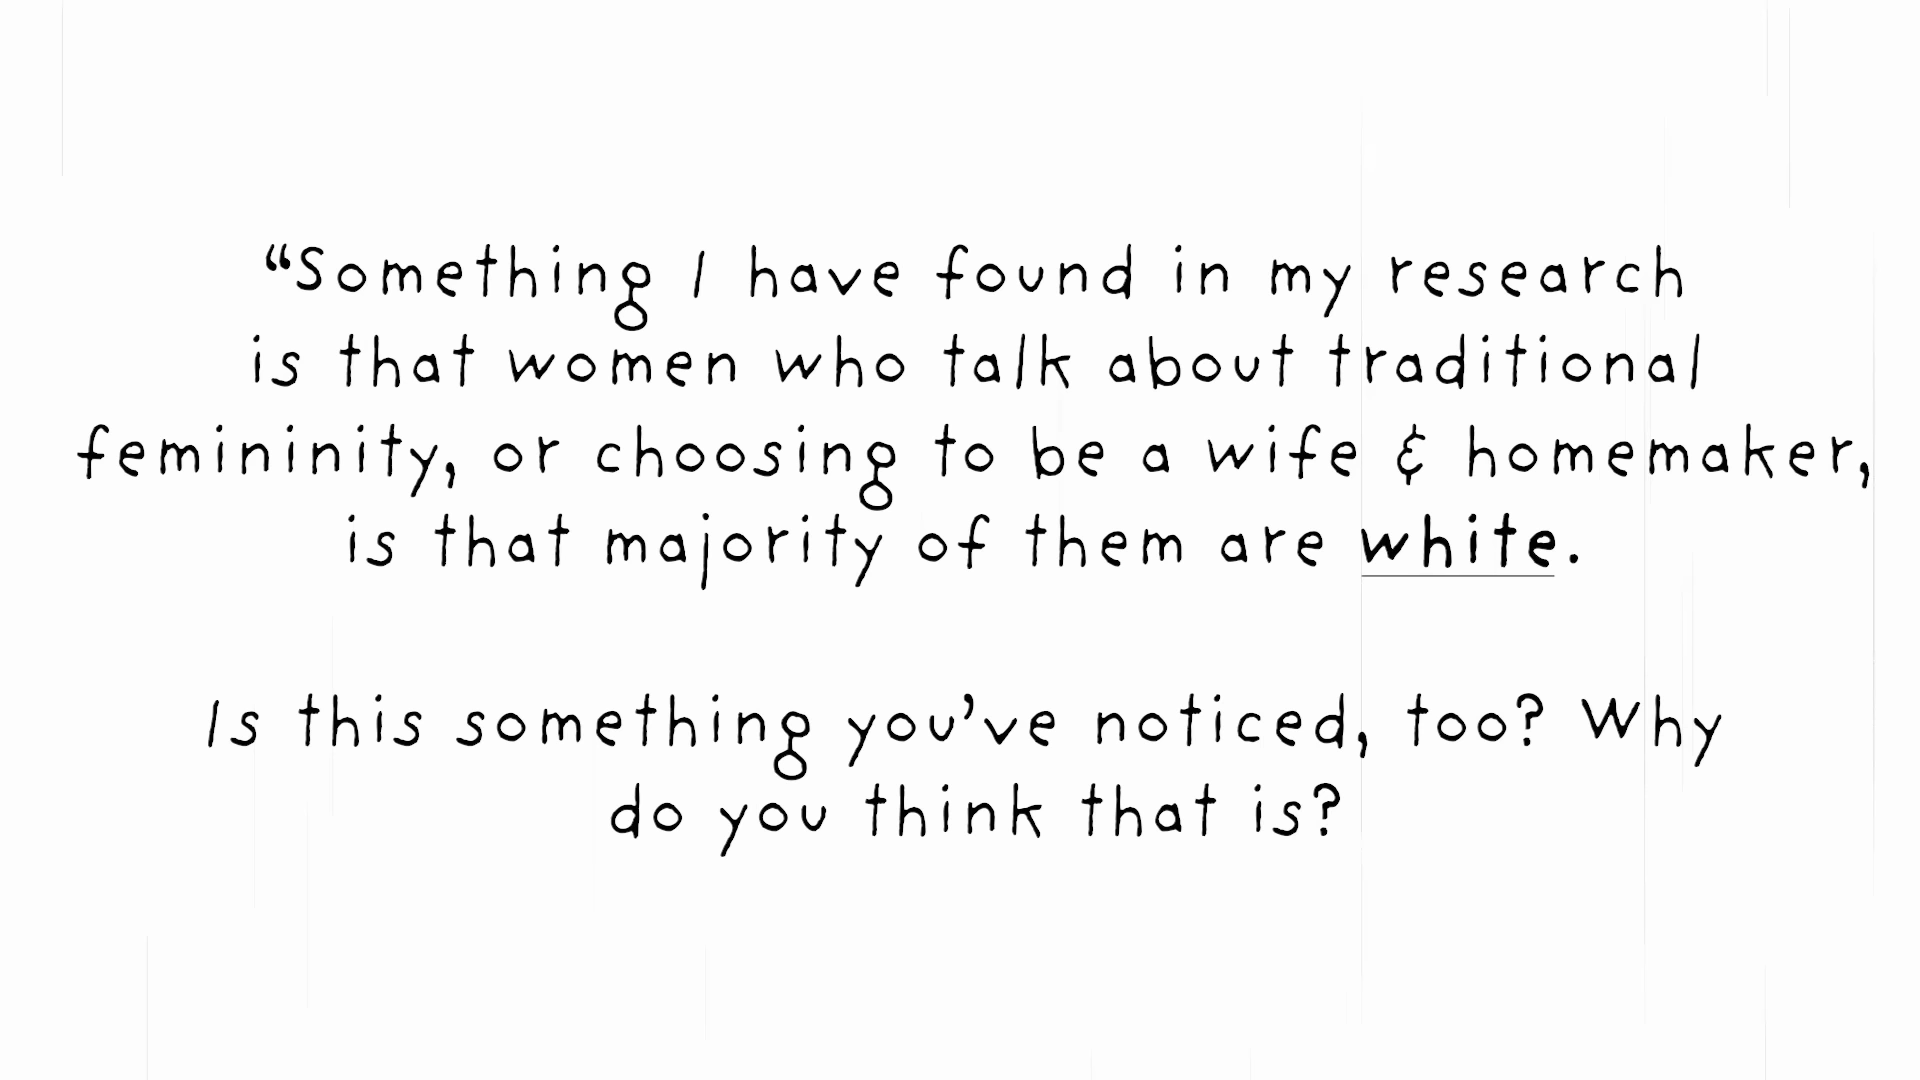 “Something I have found in my research
is that women who talk about traditional
femininity, or choosing to be a wife & homemaker,
is that majority of them are white.
Is this something you’ve noticed, too? Why
do you think that is?